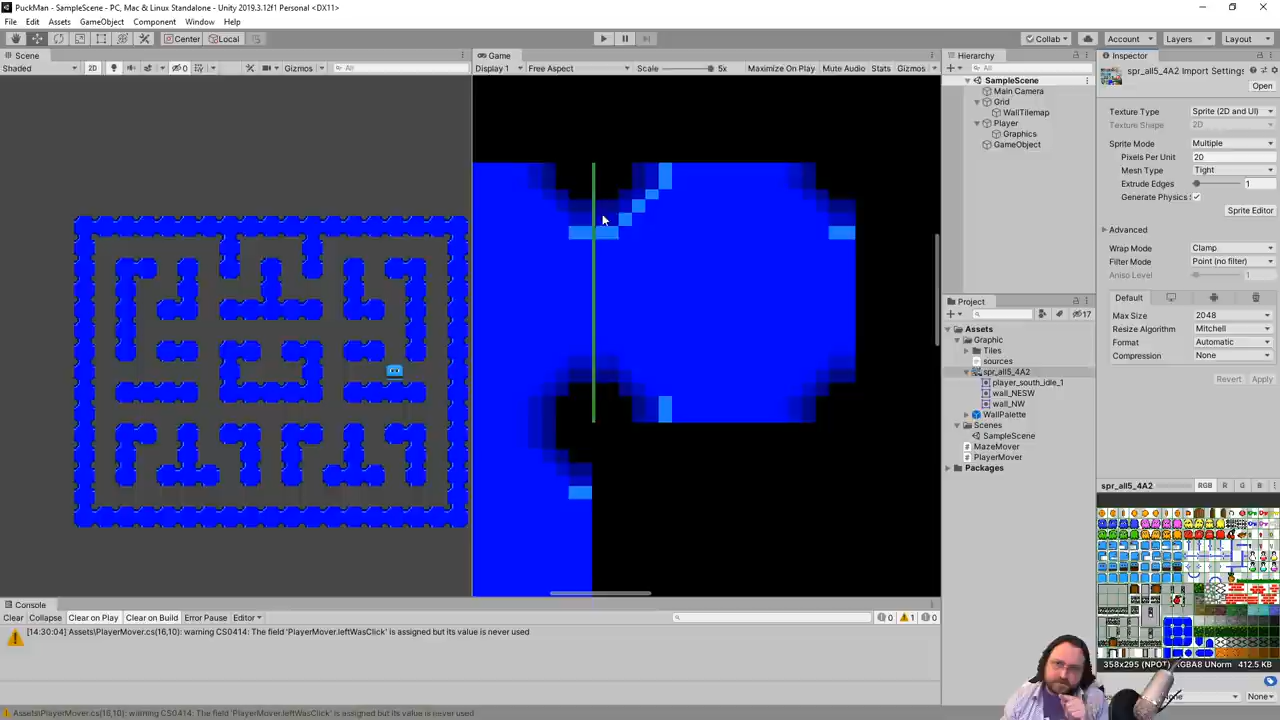 PuckMan - SampleScene - PC, Mac & Linux Standalone - Unity 2019.3.12f1 Personal <DX11>
File Edit Assets GameObject Component Window Help
Center Local Collab Account Layers Layout
Scene
Shaded 2D 0 Gizmos All
Game
Display 1 Free Aspect Scale 5x Maximize On Play Mute Audio Stats Gizmos
Hierarchy
All
SampleScene
Main Camera
Grid
WallTilemap
Player
Graphics
GameObject
Project
17
Assets
Graphic
Tiles
sources
spr_all5_4A2
player_south_idle_1
wall_NESW
wall_NW
WallPalette
Scenes
SampleScene
MazeMover
PlayerMover
Packages
Inspector
spr_all5_4A2 Import Settings
Open
Texture Type Sprite (2D and UI)
Texture Shape 2D
Sprite Mode Multiple
Pixels Per Unit 20
Mesh Type Tight
Extrude Edges 1
Generate Physics
Sprite Editor
Advanced
Wrap Mode Clamp
Filter Mode Point (no filter)
Aniso Level 1
Default
Max Size 2048
Resize Algorithm Mitchell
Format Automatic
Compression None
Revert Apply
spr_all5_4A2 RGB R G B
358x295 (NPOT) RGBA8 UNorm 412.5 KB
None None
Console
Clear Collapse Clear on Play Clear on Build Error Pause Editor 0 1 0
[14:30:04] Assets\PlayerMover.cs(16,10): warning CS0414: The field 'PlayerMover.leftWasClick' is assigned but its value is never used
Assets\PlayerMover.cs(16,10): warning CS0414: The field 'PlayerMover.leftWasClick' is assigned but its value is never used